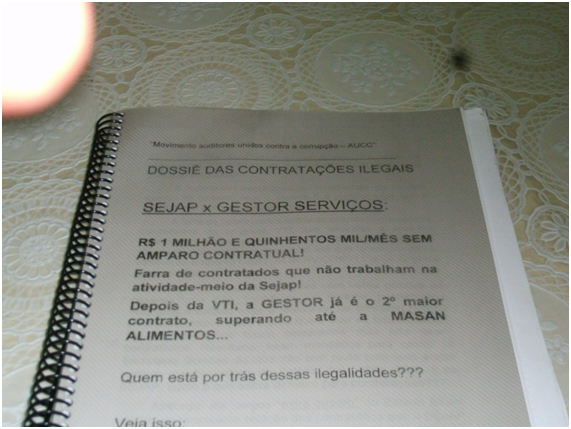 "Movimento auditores unidos contra a corrupção – AUCC"
DOSSIÊ DAS CONTRATAÇÕES ILEGAIS
SEJAP x GESTOR SERVIÇOS:
R$ 1 MILHÃO E QUINHENTOS MIL/MÊS SEM
AMPARO CONTRATUAL!
Farra de contratados que não trabalham na
atividade-meio da Sejap!
Depois da VTI, a GESTOR já é o 2º maior
contrato, superando até a MASAN
ALIMENTOS...
Quem está por trás dessas ilegalidades???
Veja isso: